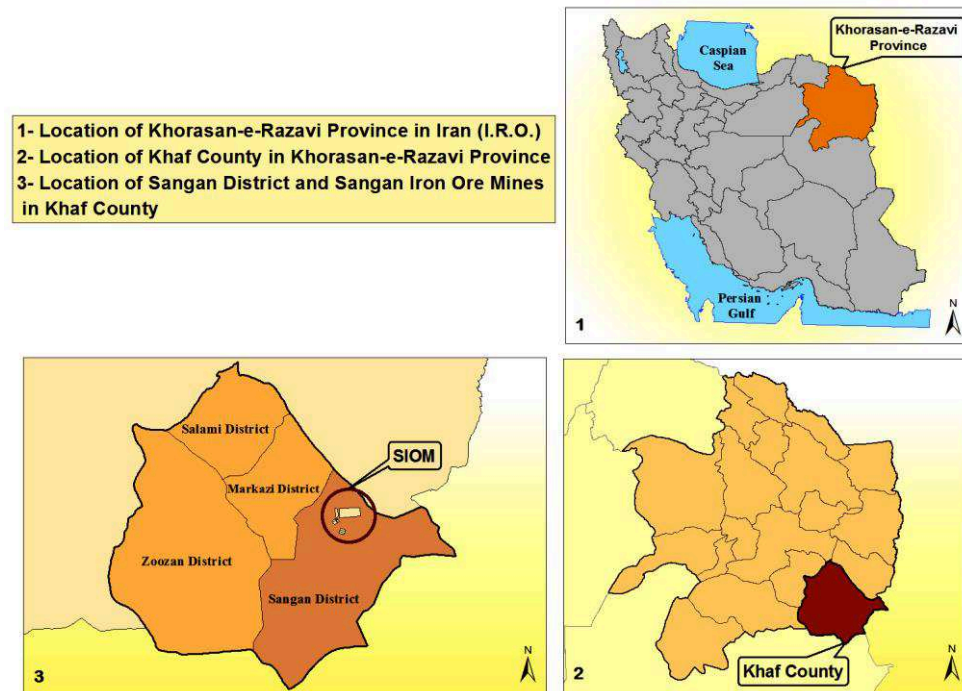 1- Location of Khorasan-e-Razavi Province in Iran (I.R.O.)
2- Location of Khaf County in Khorasan-e-Razavi Province
3- Location of Sangan District and Sangan Iron Ore Mines
in Khaf County
Khorasan-e-Razavi
Province
Caspian
Sea
Persian
Gulf
N
1
Salami District
SIOM
Markazi District
Zoozan District
Sangan District
N
3
Khaf County
N
2